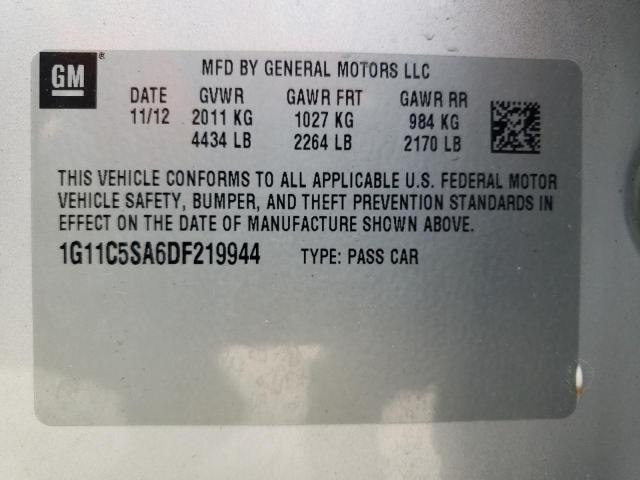 GM® MFD BY GENERAL MOTORS LLC
DATE GVWR GAWR FRT GAWR RR
11/12 2011 KG 1027 KG 984 KG
4434 LB 2264 LB 2170 LB
THIS VEHICLE CONFORMS TO ALL APPLICABLE U.S. FEDERAL MOTOR
VEHICLE SAFETY, BUMPER, AND THEFT PREVENTION STANDARDS IN
EFFECT ON THE DATE OF MANUFACTURE SHOWN ABOVE.
1G11C5SA6DF219944 TYPE: PASS CAR